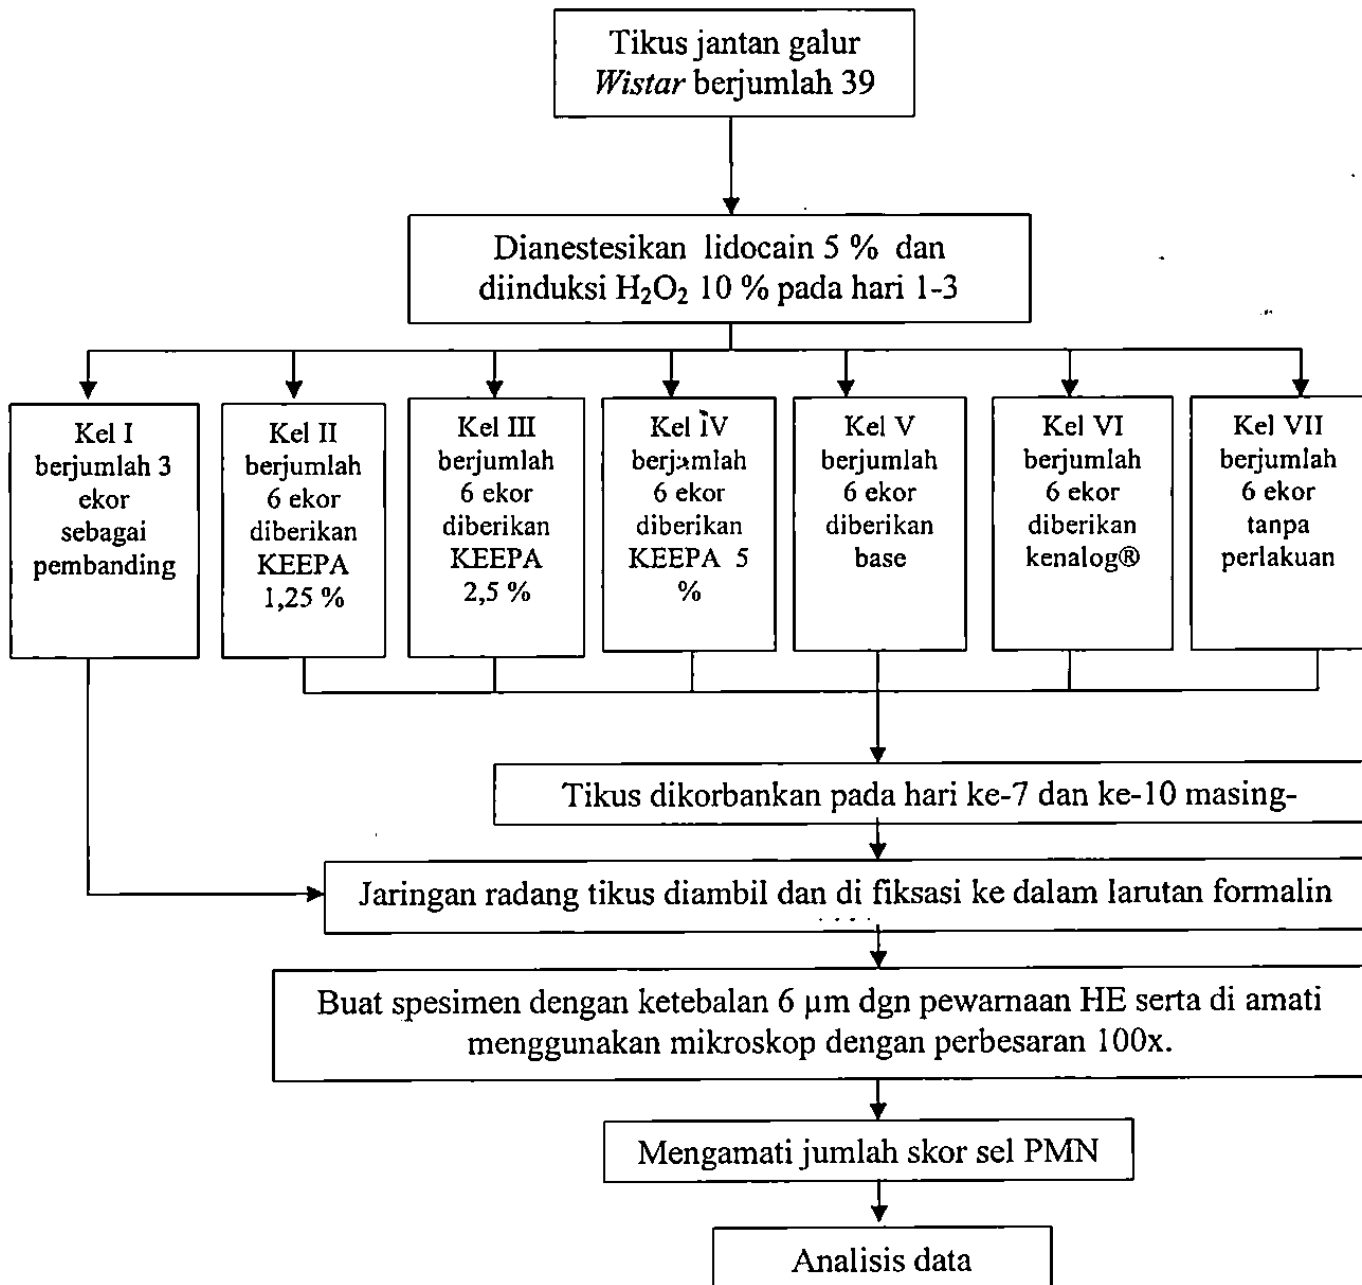 Tikus jantan galur
Wistar berjumlah 39
Dianestesikan lidocain 5 % dan
diinduksi H₂O₂ 10 % pada hari 1-3
Kel I
berjumlah 3
ekor
sebagai
pembanding
Kel II
berjumlah
6 ekor
diberikan
KEEPA
1,25 %
Kel III
berjumlah
6 ekor
diberikan
KEEPA
2,5 %
Kel IV
berjumlah
6 ekor
diberikan
KEEPA 5
%
Kel V
berjumlah
6 ekor
diberikan
base
Kel VI
berjumlah
6 ekor
diberikan
kenalog®
Kel VII
berjumlah
6 ekor
tanpa
perlakuan
Tikus dikorbankan pada hari ke-7 dan ke-10 masing-
Jaringan radang tikus diambil dan di fiksasi ke dalam larutan formalin
Buat spesimen dengan ketebalan 6 µm dgn pewarnaan HE serta di amati
menggunakan mikroskop dengan perbesaran 100x.
Mengamati jumlah skor sel PMN
Analisis data